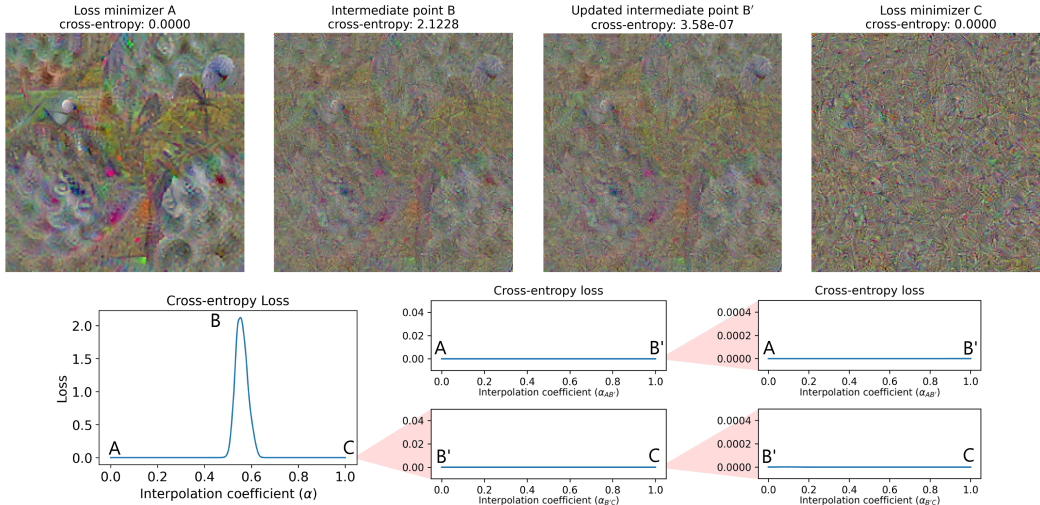 Loss minimizer A
cross-entropy: 0.0000
Intermediate point B
cross-entropy: 2.1228
Updated intermediate point B′
cross-entropy: 3.58e-07
Loss minimizer C
cross-entropy: 0.0000
Cross-entropy Loss
Loss
2.0
1.5
1.0
0.5
0.0
A
B
C
0.0 0.2 0.4 0.6 0.8 1.0
Interpolation coefficient (α)
Cross-entropy loss
0.04
0.02
0.00
A
B'
0.0 0.2 0.4 0.6 0.8 1.0
Interpolation coefficient (αAB′)
Cross-entropy loss
0.0004
0.0002
0.0000
A
B'
0.0 0.2 0.4 0.6 0.8 1.0
Interpolation coefficient (αAB′)
0.04
0.02
0.00
B'
C
0.0 0.2 0.4 0.6 0.8 1.0
Interpolation coefficient (αB′C)
0.0004
0.0002
0.0000
B'
C
0.0 0.2 0.4 0.6 0.8 1.0
Interpolation coefficient (αB′C)